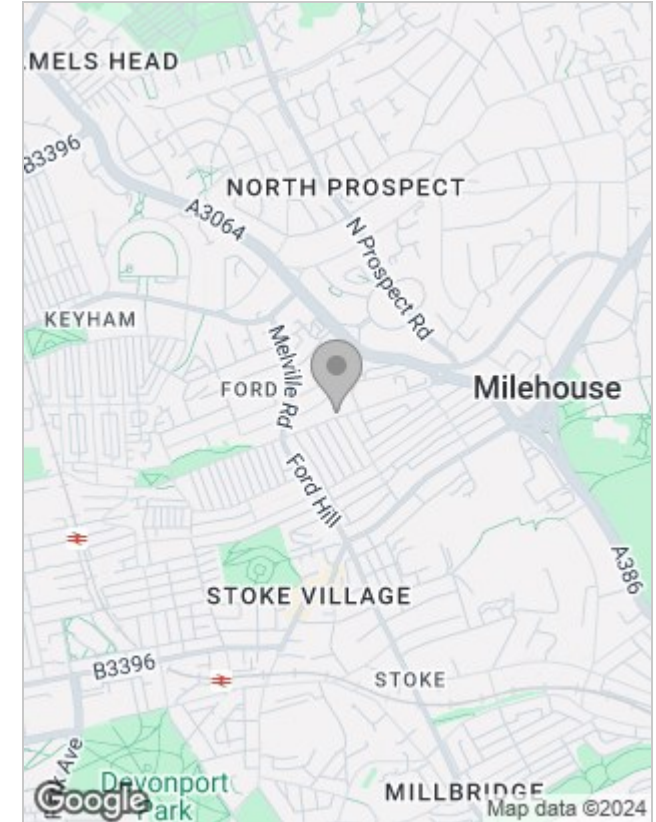 MELS HEAD
B3396
NORTH PROSPECT
A3064
N Prospect Rd
KEYHAM
Melville Rd
FORD
Milehouse
Ford Hill
A386
STOKE VILLAGE
B3396
STOKE
Ave
Devonport
Park
MILLBRIDGE
Google
Map data ©2024